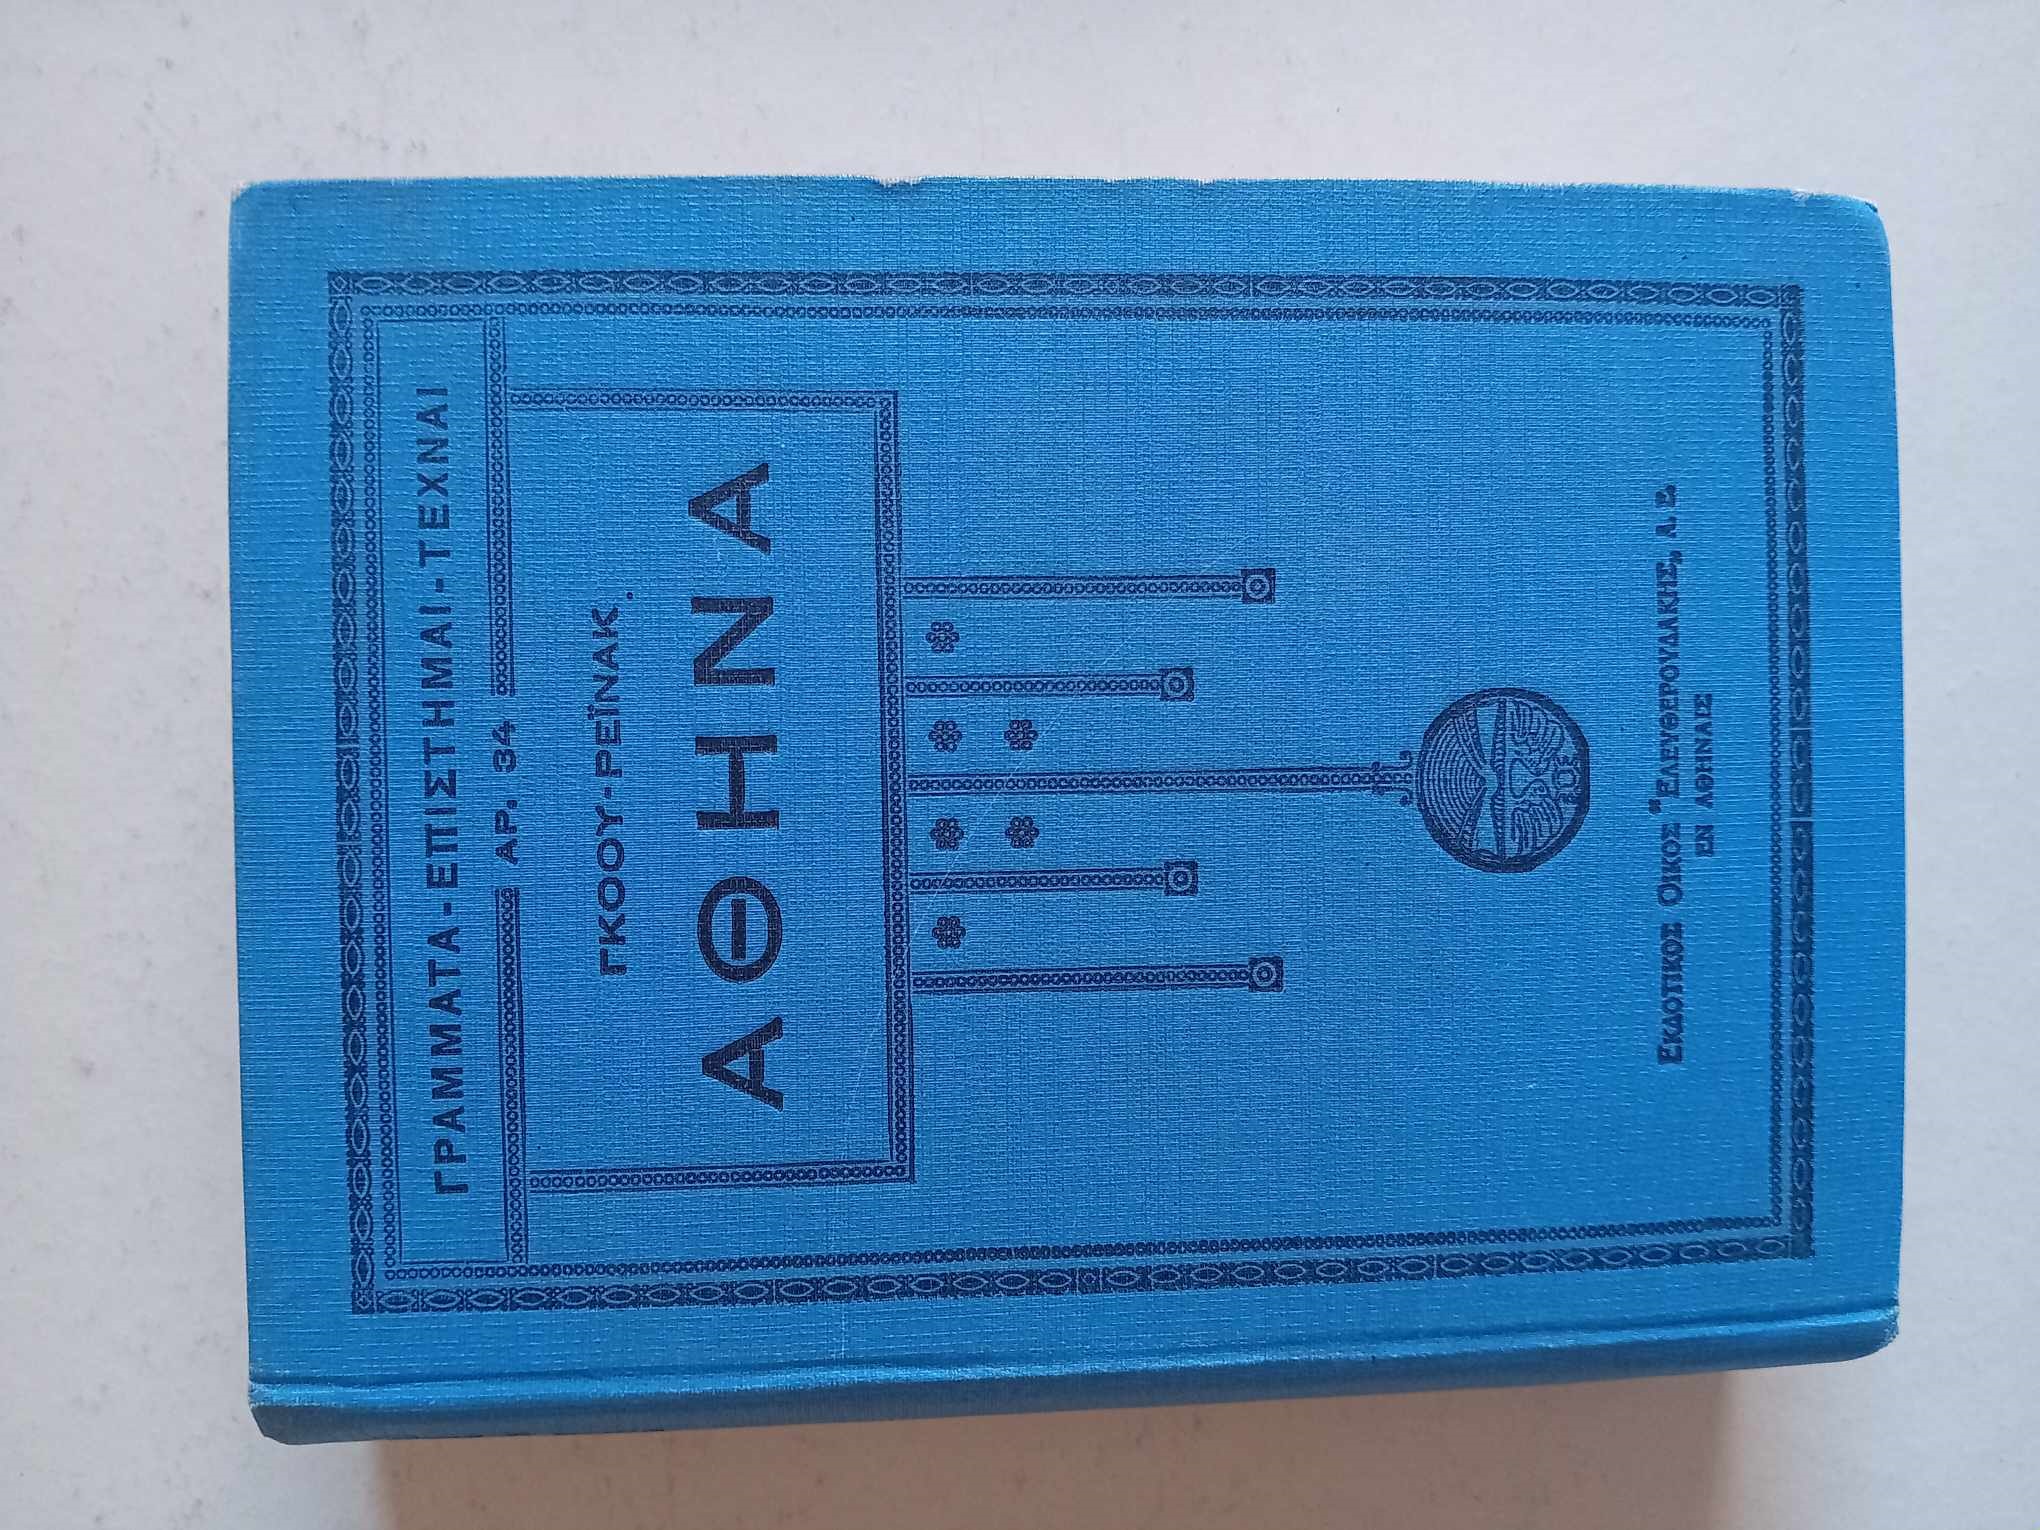 ΓΡΑΜΜΑΤΑ-ΕΠΙΣΤΗΜΑΙ-ΤΕΧΝΑΙ
ΑΡ. 34
ΓΚΟΟΥ-ΡΕΪΝΑΚ.
ΑΘΗΝΑ
ΕΚΔΟΤΙΚΟΣ ΟΙΚΟΣ "ΕΛΕΥΘΕΡΟΥΔΑΚΗΣ, Α Ε
ΕΝ ΑΘΗΝΑΙΣ